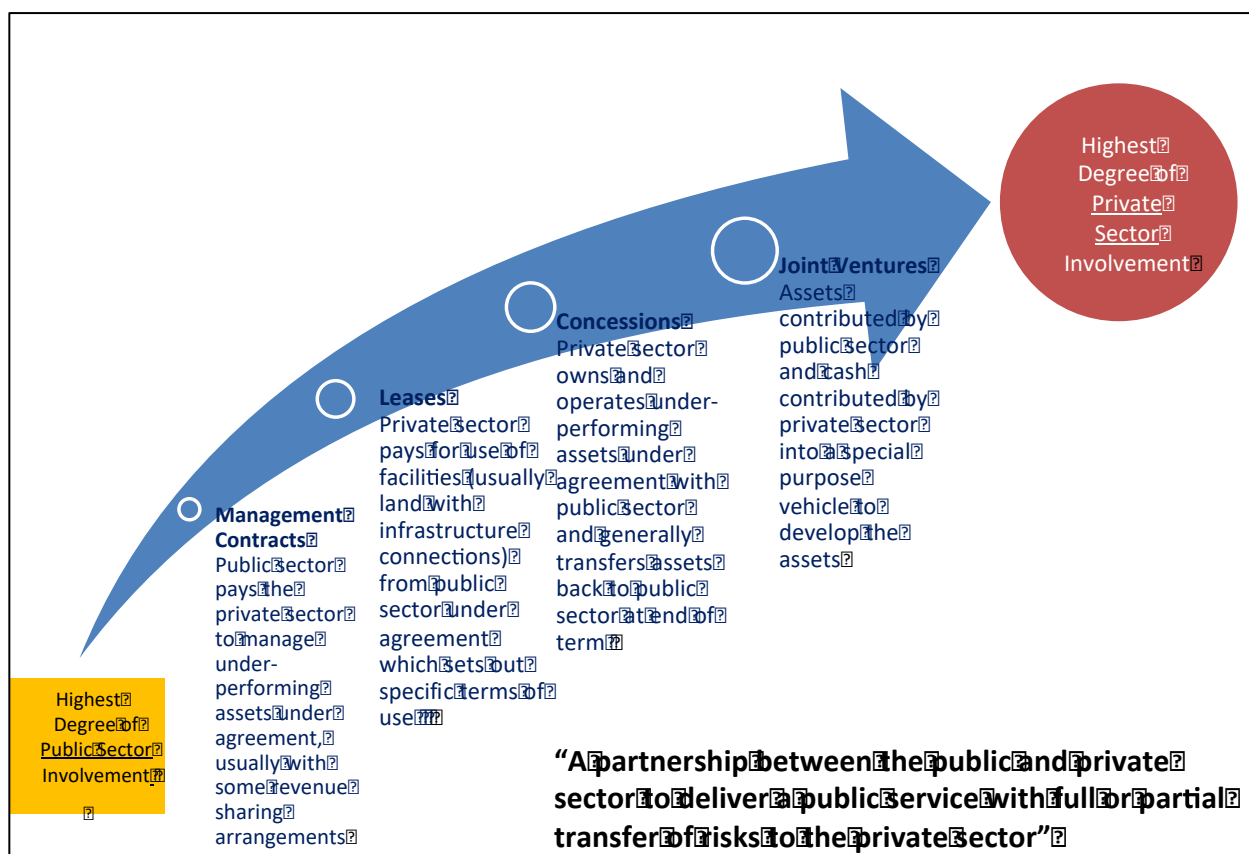 Highest
Degree of
Private
Sector
Involvement
Joint Ventures
Assets
contributed by
public sector
and cash
contributed by
private sector
into a special
purpose
vehicle to
develop the
assets
Concessions
Private sector
owns and
operates under-
performing
assets under
agreement with
public sector
and generally
transfers assets
back to public
sector at end of
term
Leases
Private sector
pays for use of
facilities (usually
land with
infrastructure
connections)
from public
sector under
agreement
which sets out
specific terms of
use
Management
Contracts
Public sector
pays the
private sector
to manage
under-
performing
assets under
agreement,
usually with
some revenue
sharing
arrangements
Highest
Degree of
Public Sector
Involvement
“A partnership between the public and private
sector to deliver a public service with full or partial
transfer of risks to the private sector”